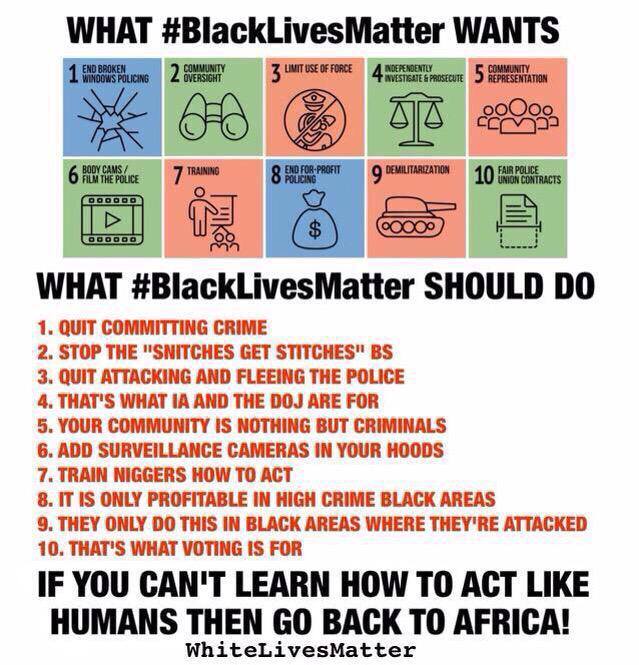 WHAT #BlackLivesMatter WANTS
1 END BROKEN
WINDOWS POLICING
2 COMMUNITY
OVERSIGHT
3 LIMIT USE OF FORCE
4 INDEPENDENTLY
INVESTIGATE & PROSECUTE
5 COMMUNITY
REPRESENTATION
6 BODY CAMS /
FILM THE POLICE
7 TRAINING
8 END FOR-PROFIT
POLICING
$
9 DEMILITARIZATION
10 FAIR POLICE
UNION CONTRACTS
WHAT #BlackLivesMatter SHOULD DO
1. QUIT COMMITTING CRIME
2. STOP THE "SNITCHES GET STITCHES" BS
3. QUIT ATTACKING AND FLEEING THE POLICE
4. THAT'S WHAT IA AND THE DOJ ARE FOR
5. YOUR COMMUNITY IS NOTHING BUT CRIMINALS
6. ADD SURVEILLANCE CAMERAS IN YOUR HOODS
7. TRAIN NIGGERS HOW TO ACT
8. IT IS ONLY PROFITABLE IN HIGH CRIME BLACK AREAS
9. THEY ONLY DO THIS IN BLACK AREAS WHERE THEY'RE ATTACKED
10. THAT'S WHAT VOTING IS FOR
IF YOU CAN'T LEARN HOW TO ACT LIKE
HUMANS THEN GO BACK TO AFRICA!
WhiteLivesMatter